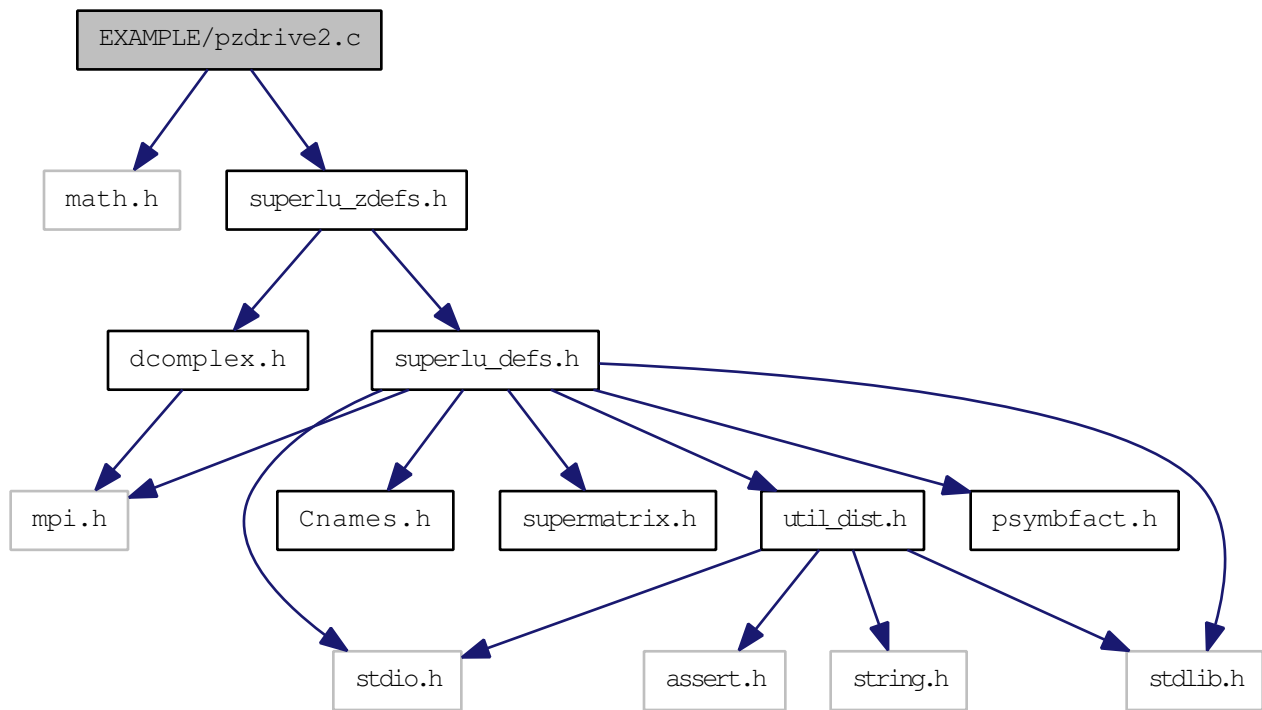 EXAMPLE/pzdrive2.c
math.h
superlu_zdefs.h
dcomplex.h
superlu_defs.h
mpi.h
Cnames.h
supermatrix.h
util_dist.h
psymbfact.h
stdio.h
assert.h
string.h
stdlib.h